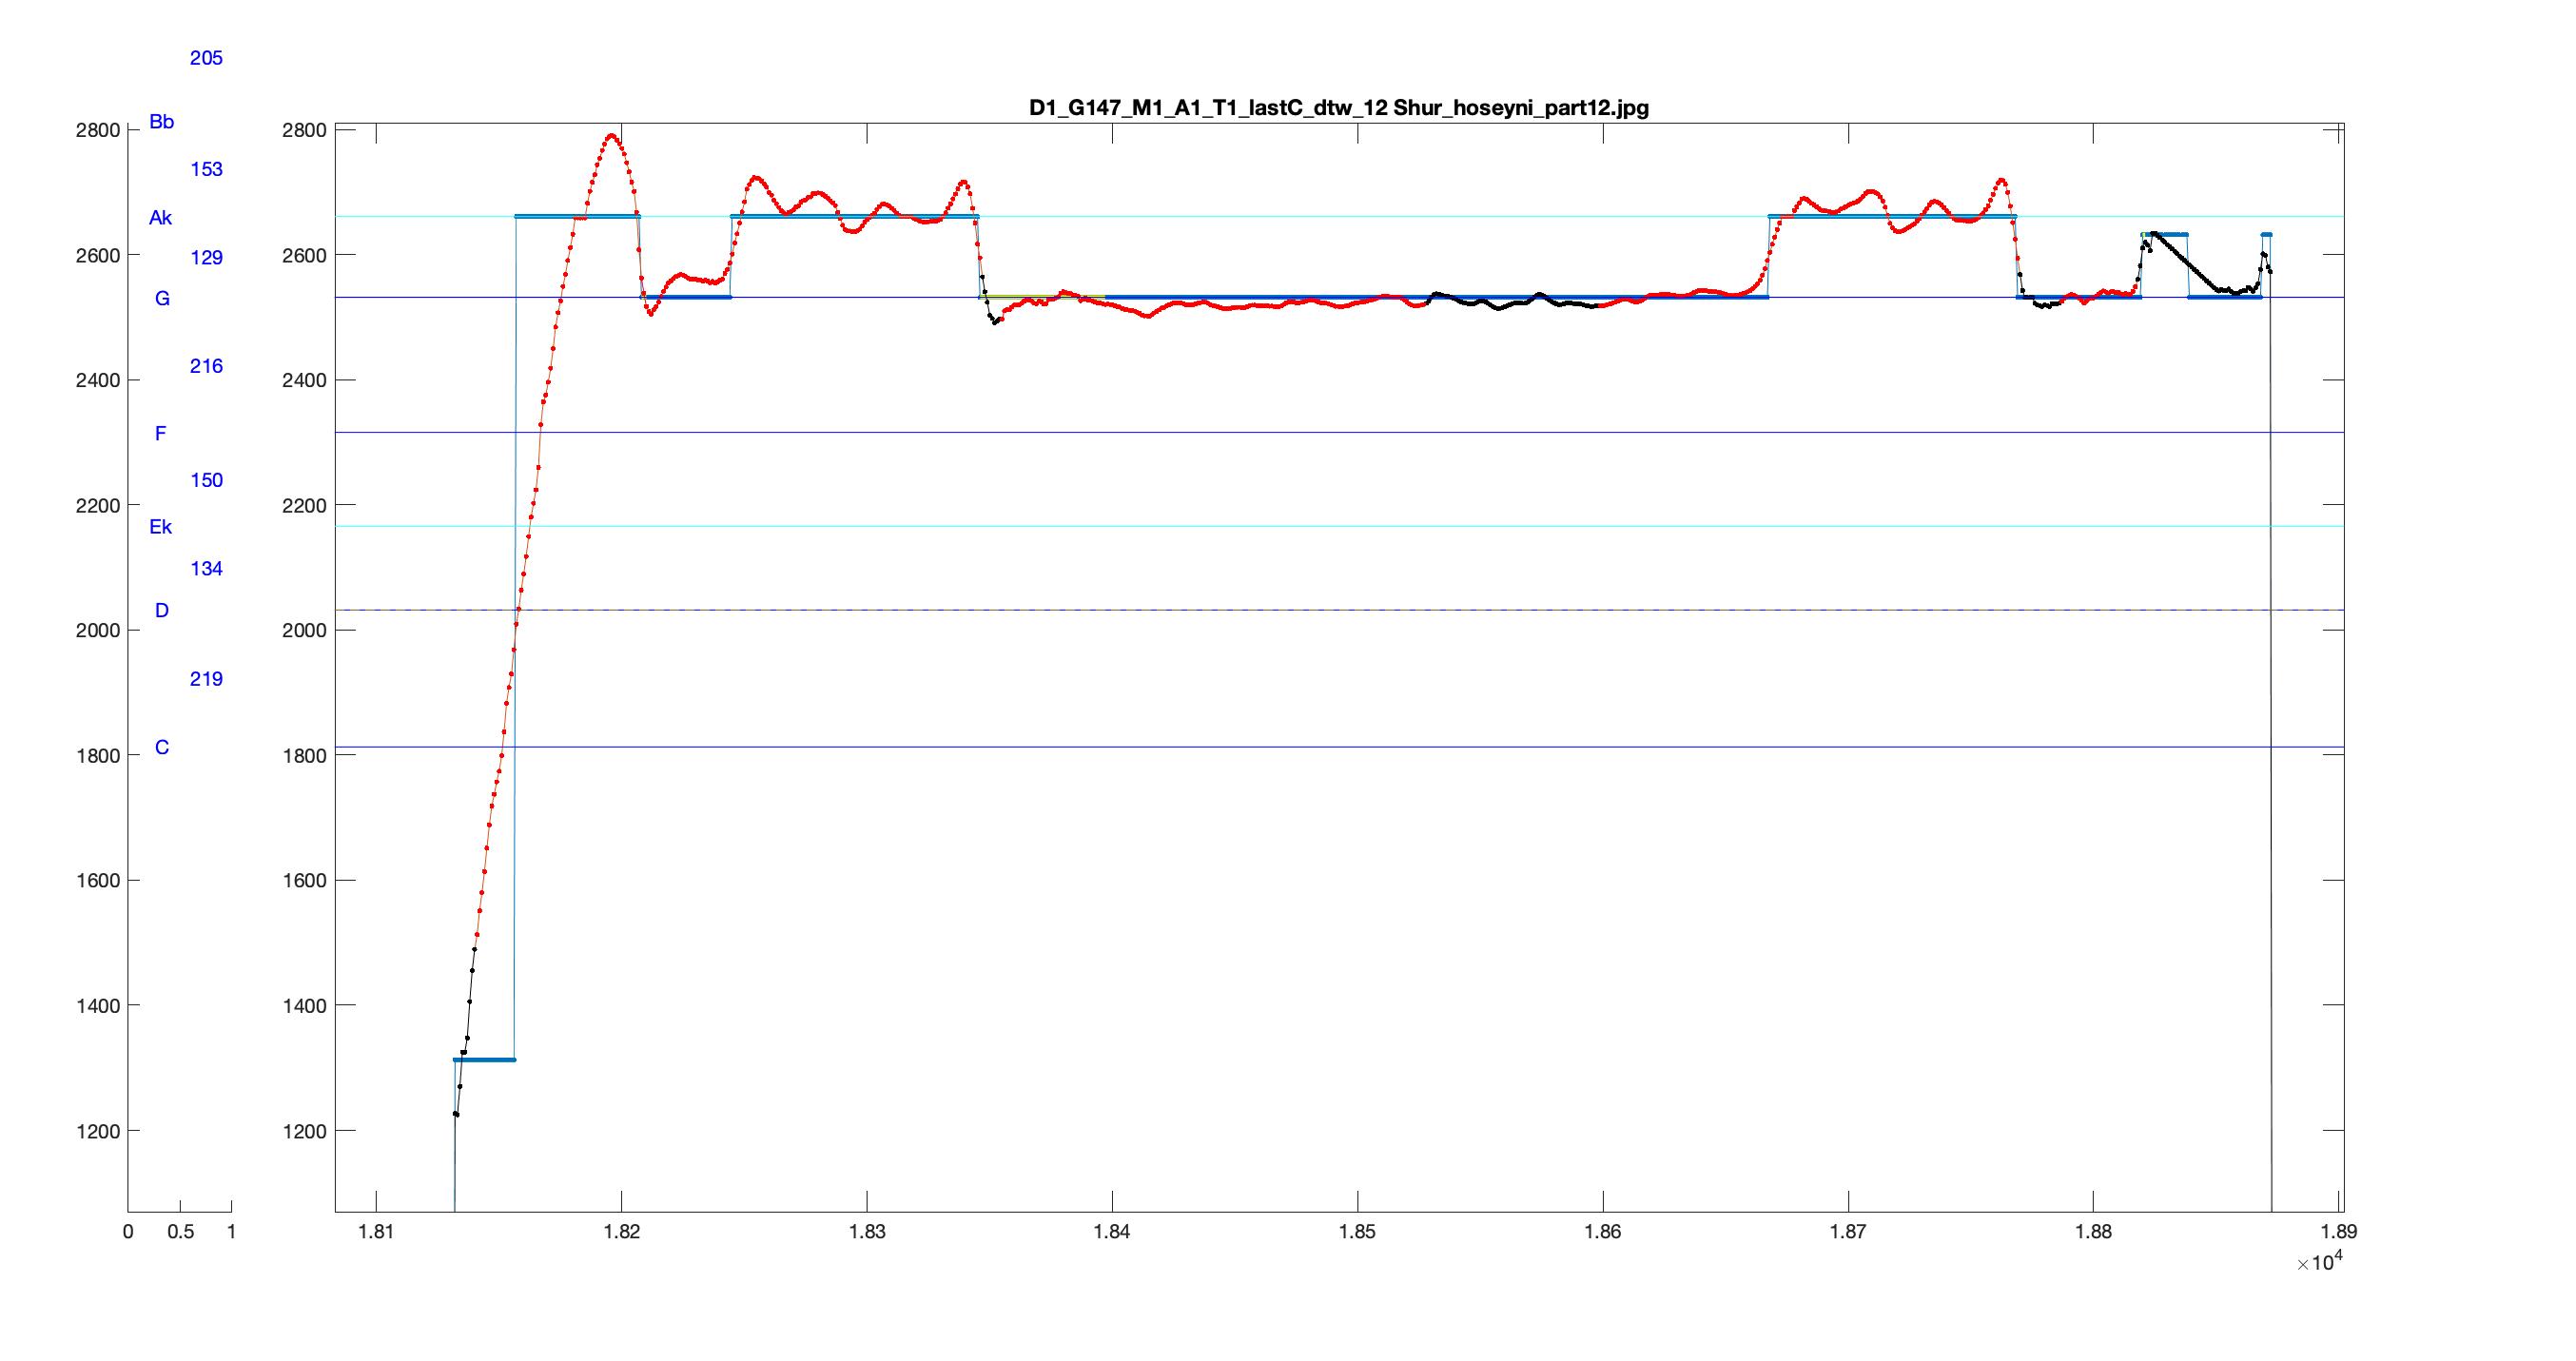 205
D1_G147_M1_A1_T1_lastC_dtw_12 Shur_hoseyni_part12.jpg
2800 Bb 2800
153
Ak
2600 129 2600
G
216
2400 2400
F
150
2200 2200
Ek
134
D
2000 2000
219
C
1800 1800
1600 1600
1400 1400
1200 1200
0 0.5 1 1.81 1.82 1.83 1.84 1.85 1.86 1.87 1.88 1.89
×10⁴